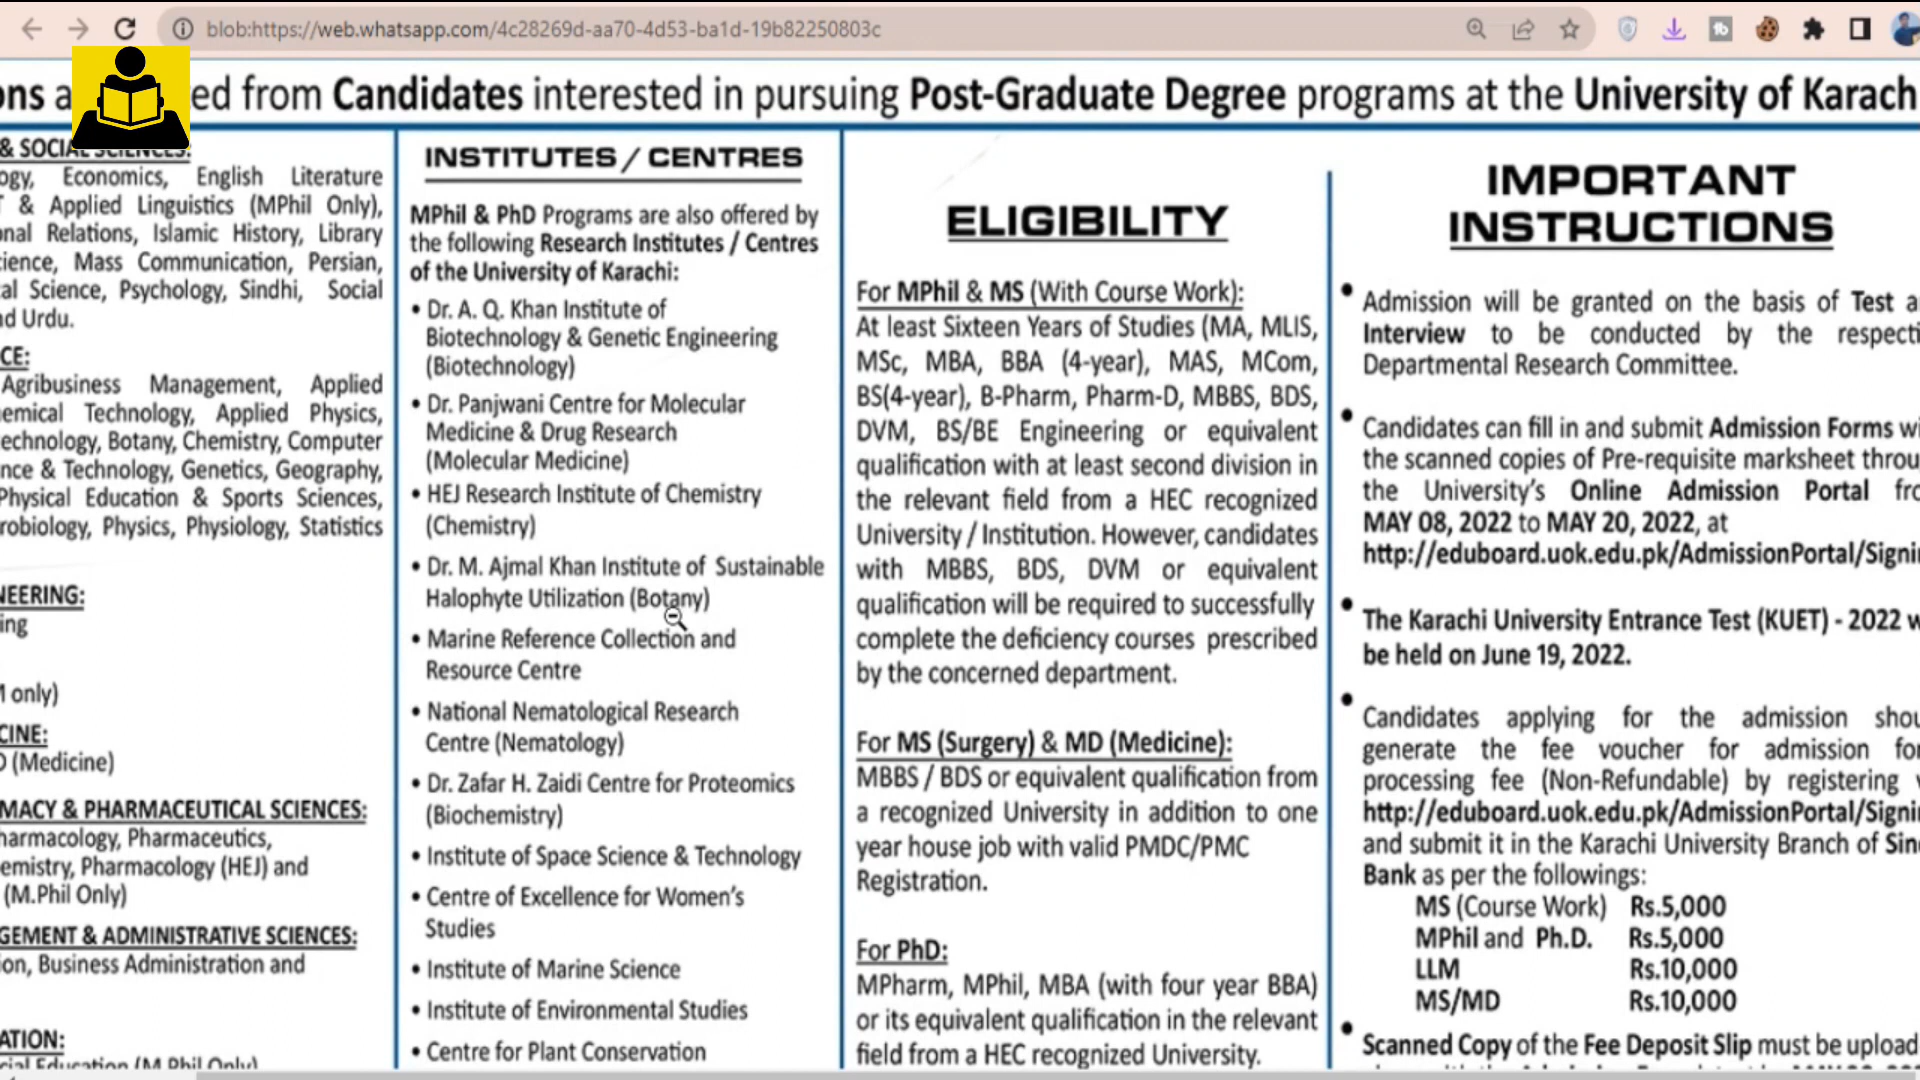 blob:https://web.whatsapp.com/4c28269d-aa70-4d53-ba1d-19b82250803c
ons a ed from Candidates interested in pursuing Post-Graduate Degree programs at the University of Karach
& SOCIAL SCIENCES:
ogy, Economics, English Literature
T & Applied Linguistics (MPhil Only),
onal Relations, Islamic History, Library
cience, Mass Communication, Persian,
cal Science, Psychology, Sindhi, Social
nd Urdu.
CE:
Agribusiness Management, Applied
hemical Technology, Applied Physics,
technology, Botany, Chemistry, Computer
nce & Technology, Genetics, Geography,
Physical Education & Sports Sciences,
robiology, Physics, Physiology, Statistics
NEERING:
ing
M only)
CINE:
D (Medicine)
MACY & PHARMACEUTICAL SCIENCES:
harmacology, Pharmaceutics,
emistry, Pharmacology (HEJ) and
(M.Phil Only)
GEMENT & ADMINISTRATIVE SCIENCES:
ion, Business Administration and
ATION:
cial Education (M.Phil Only)
INSTITUTES / CENTRES
MPhil & PhD Programs are also offered by
the following Research Institutes / Centres
of the University of Karachi:
• Dr. A. Q. Khan Institute of
Biotechnology & Genetic Engineering
(Biotechnology)
• Dr. Panjwani Centre for Molecular
Medicine & Drug Research
(Molecular Medicine)
• HEJ Research Institute of Chemistry
(Chemistry)
• Dr. M. Ajmal Khan Institute of Sustainable
Halophyte Utilization (Botany)
• Marine Reference Collection and
Resource Centre
• National Nematological Research
Centre (Nematology)
• Dr. Zafar H. Zaidi Centre for Proteomics
(Biochemistry)
• Institute of Space Science & Technology
• Centre of Excellence for Women's
Studies
• Institute of Marine Science
• Institute of Environmental Studies
• Centre for Plant Conservation
ELIGIBILITY
For MPhil & MS (With Course Work):
At least Sixteen Years of Studies (MA, MLIS,
MSc, MBA, BBA (4-year), MAS, MCom,
BS(4-year), B-Pharm, Pharm-D, MBBS, BDS,
DVM, BS/BE Engineering or equivalent
qualification with at least second division in
the relevant field from a HEC recognized
University / Institution. However, candidates
with MBBS, BDS, DVM or equivalent
qualification will be required to successfully
complete the deficiency courses prescribed
by the concerned department.
For MS (Surgery) & MD (Medicine):
MBBS / BDS or equivalent qualification from
a recognized University in addition to one
year house job with valid PMDC/PMC
Registration.
For PhD:
MPharm, MPhil, MBA (with four year BBA)
or its equivalent qualification in the relevant
field from a HEC recognized University.
IMPORTANT
INSTRUCTIONS
• Admission will be granted on the basis of Test a
Interview to be conducted by the respecti
Departmental Research Committee.
• Candidates can fill in and submit Admission Forms wi
the scanned copies of Pre-requisite marksheet throu
the University's Online Admission Portal fro
MAY 08, 2022 to MAY 20, 2022, at
http://eduboard.uok.edu.pk/AdmissionPortal/Signi
• The Karachi University Entrance Test (KUET) - 2022 w
be held on June 19, 2022.
• Candidates applying for the admission shou
generate the fee voucher for admission for
processing fee (Non-Refundable) by registering
http://eduboard.uok.edu.pk/AdmissionPortal/Signi
and submit it in the Karachi University Branch of Sin
Bank as per the followings:
MS (Course Work) Rs.5,000
MPhil and Ph.D. Rs.5,000
LLM Rs.10,000
MS/MD Rs.10,000
• Scanned Copy of the Fee Deposit Slip must be upload